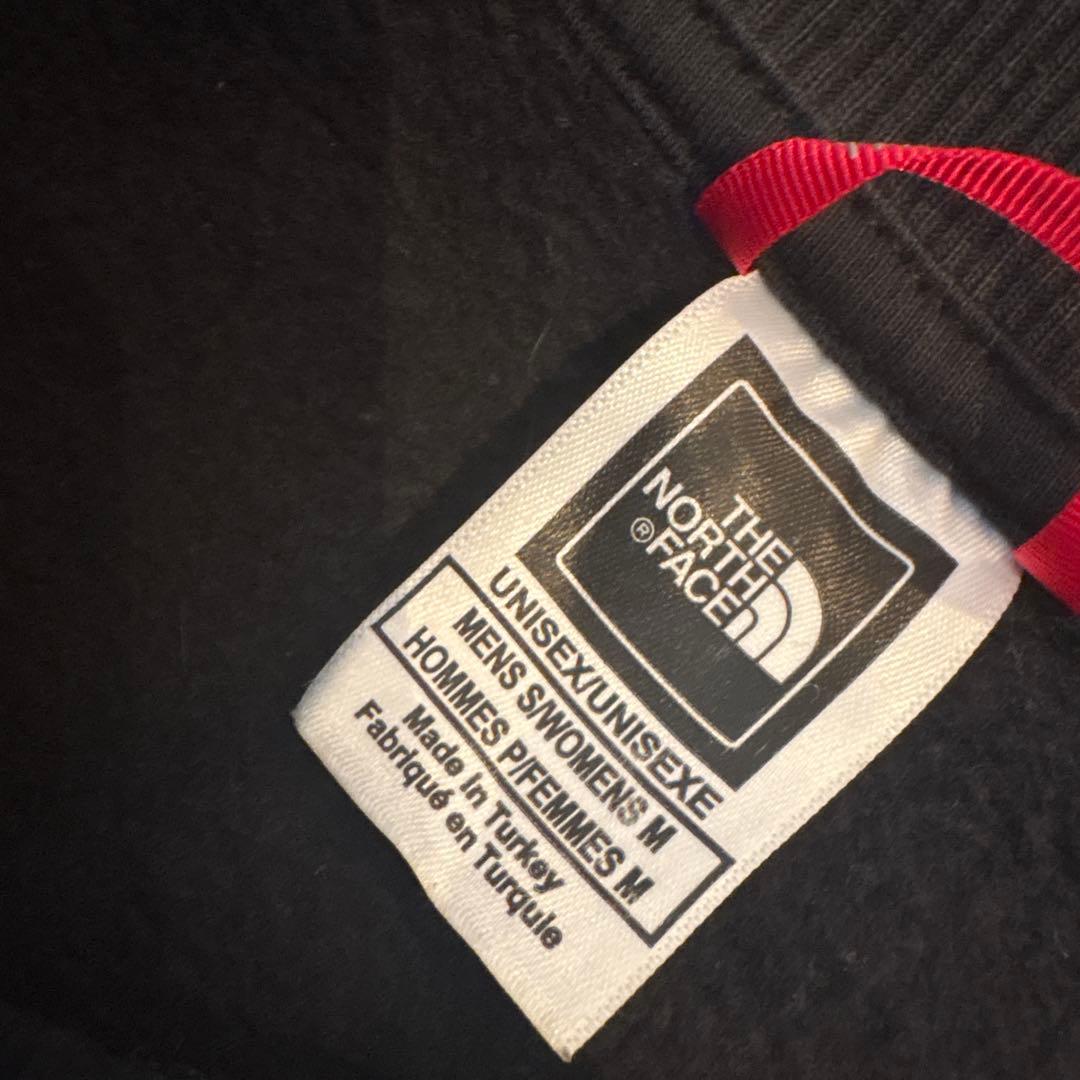 THE
NORTH
®FACE
UNISEX/UNISEXE
MENS S/WOMENS M
HOMMES P/FEMMES M
Made in Turkey
Fabriqué en Turquie